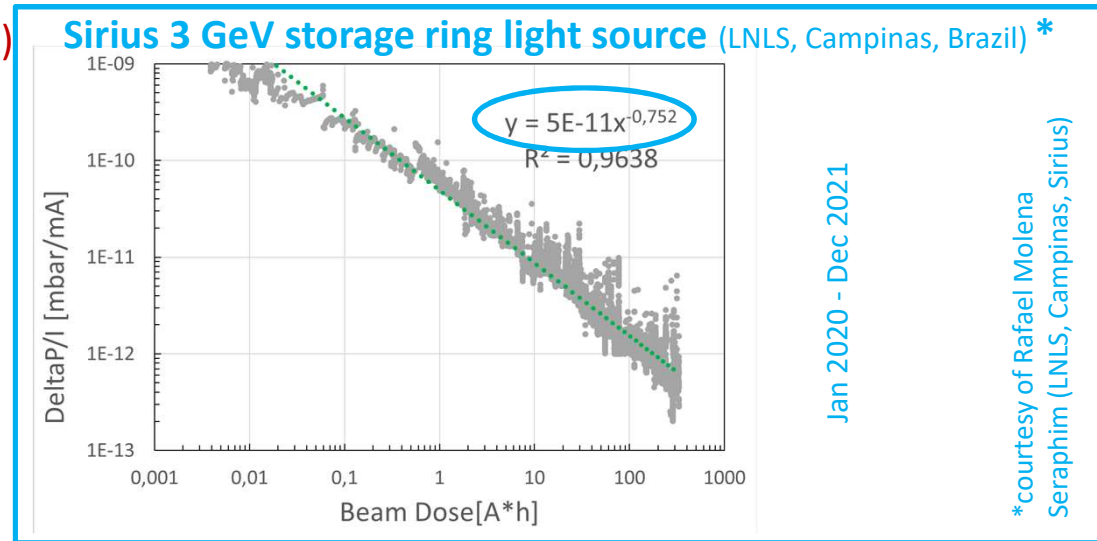 )
Sirius 3 GeV storage ring light source (LNLS, Campinas, Brazil) *
1E-09
1E-10
1E-11
1E-12
1E-13
DeltaP/I [mbar/mA]
y = 5E-11x^-0,752
R² = 0,9638
0,001 0,01 0,1 1 10 100 1000
Beam Dose[A*h]
Jan 2020 - Dec 2021
*courtesy of Rafael Molena
Seraphim (LNLS, Campinas, Sirius)